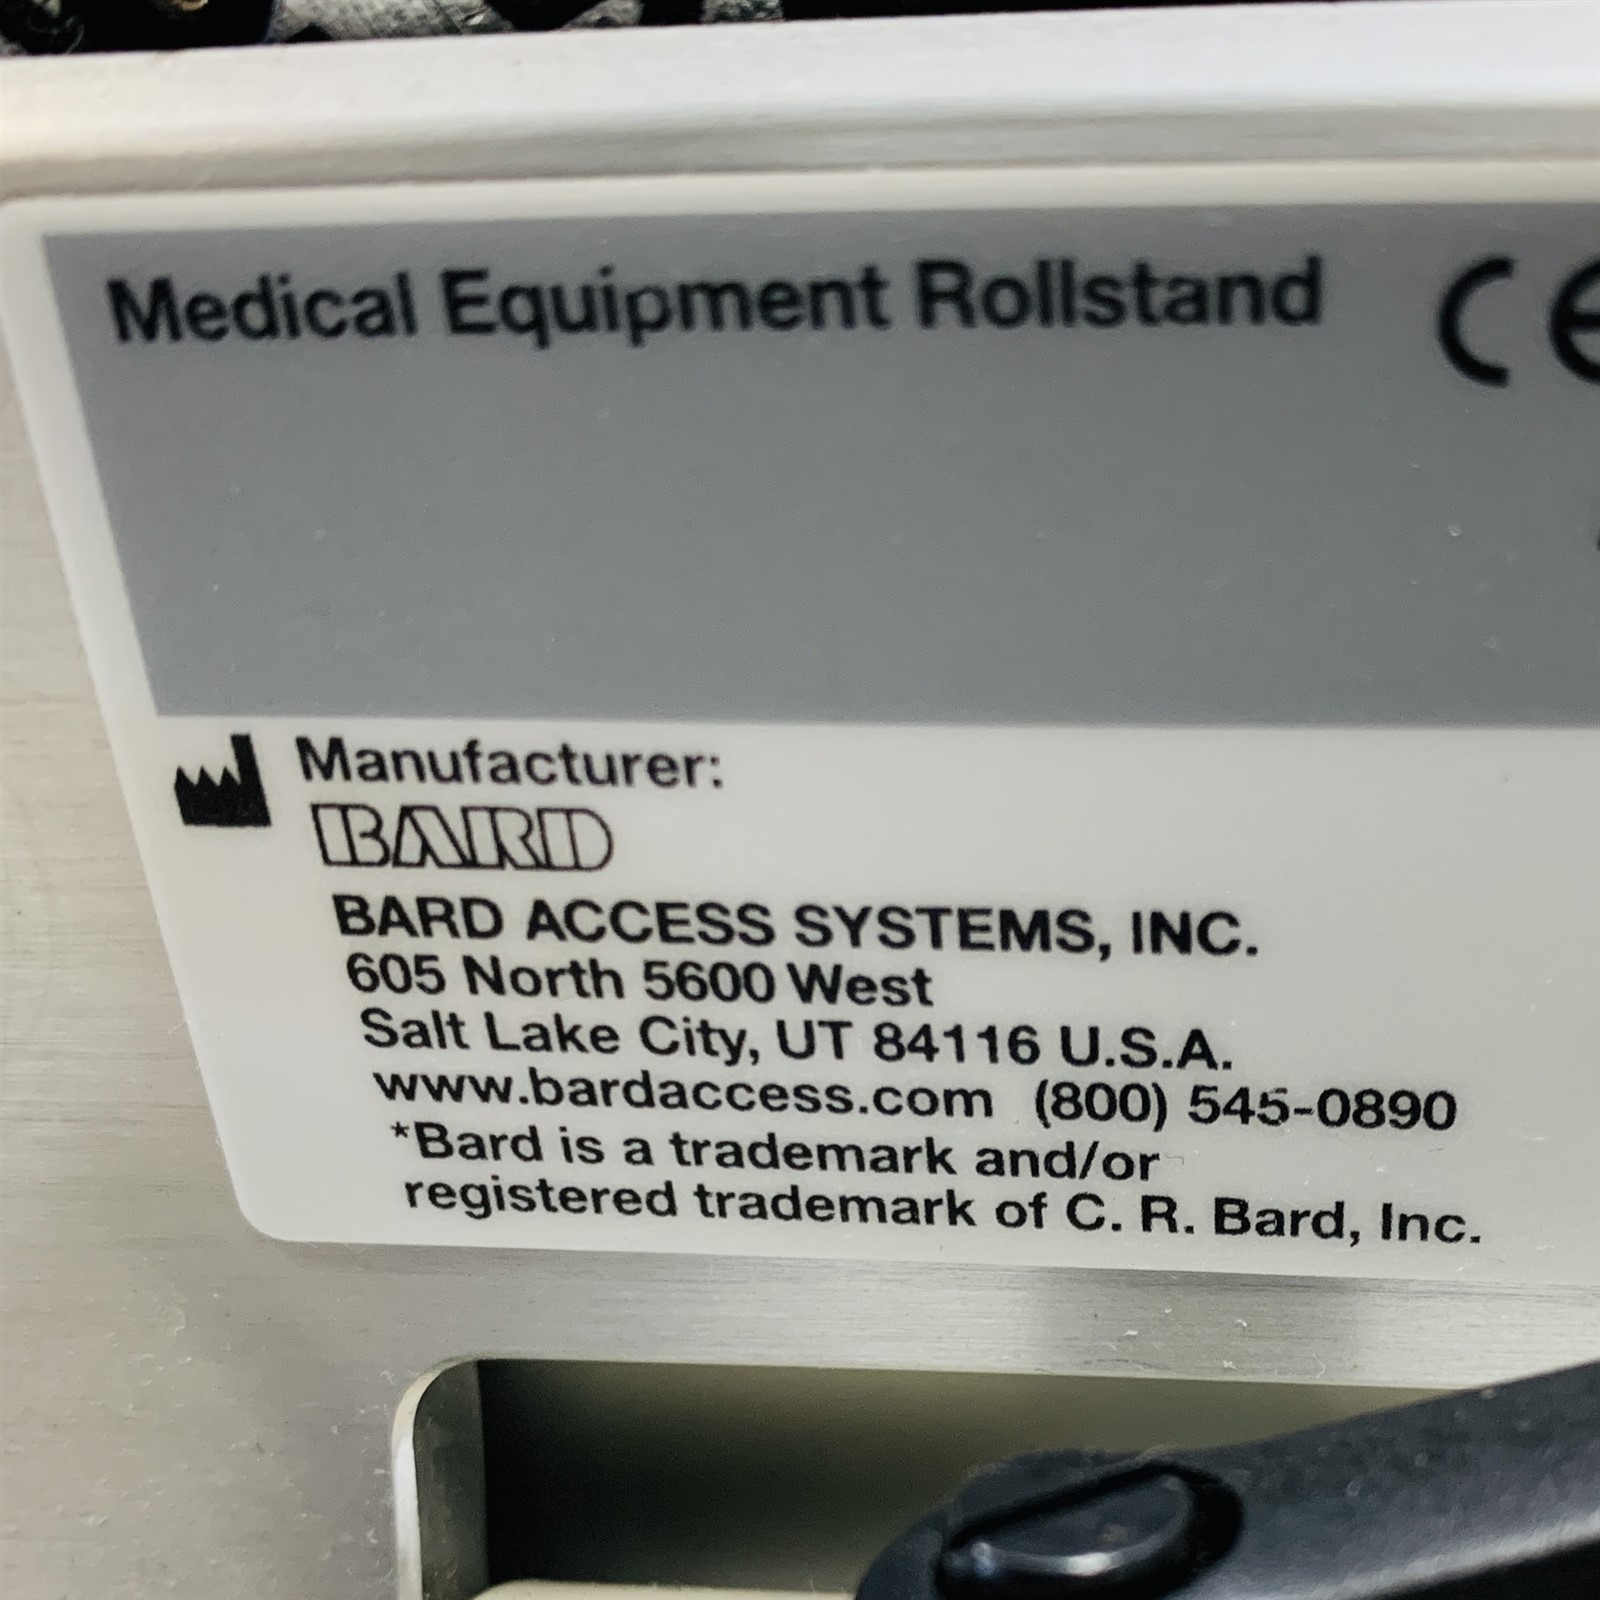 Medical Equipment Rollstand CE
Manufacturer:
BARD
BARD ACCESS SYSTEMS, INC.
605 North 5600 West
Salt Lake City, UT 84116 U.S.A.
www.bardaccess.com (800) 545-0890
*Bard is a trademark and/or
registered trademark of C. R. Bard, Inc.